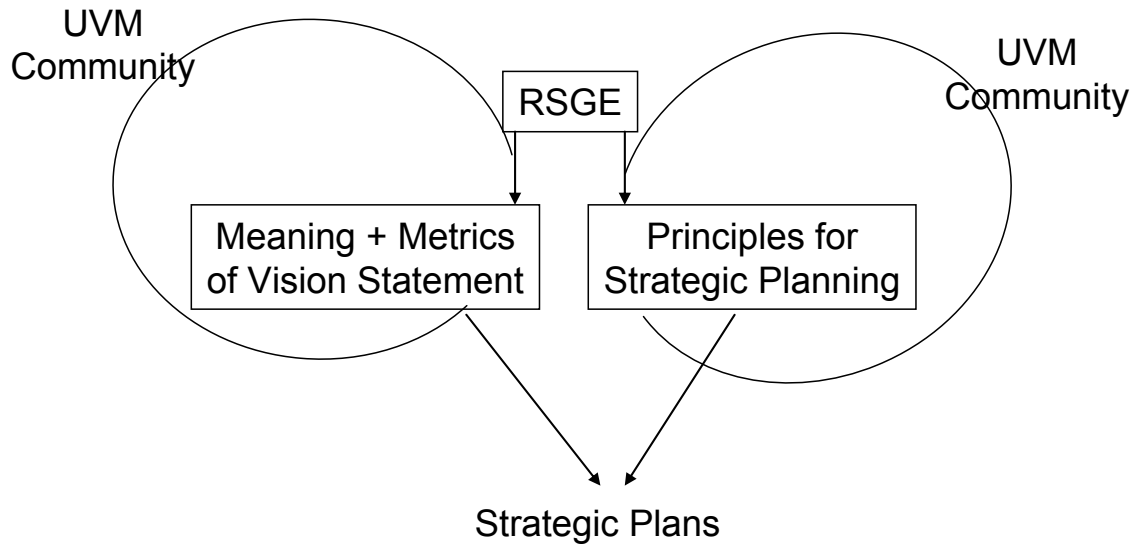 UVM
Community
UVM
Community
RSGE
Meaning + Metrics
of Vision Statement
Principles for
Strategic Planning
Strategic Plans